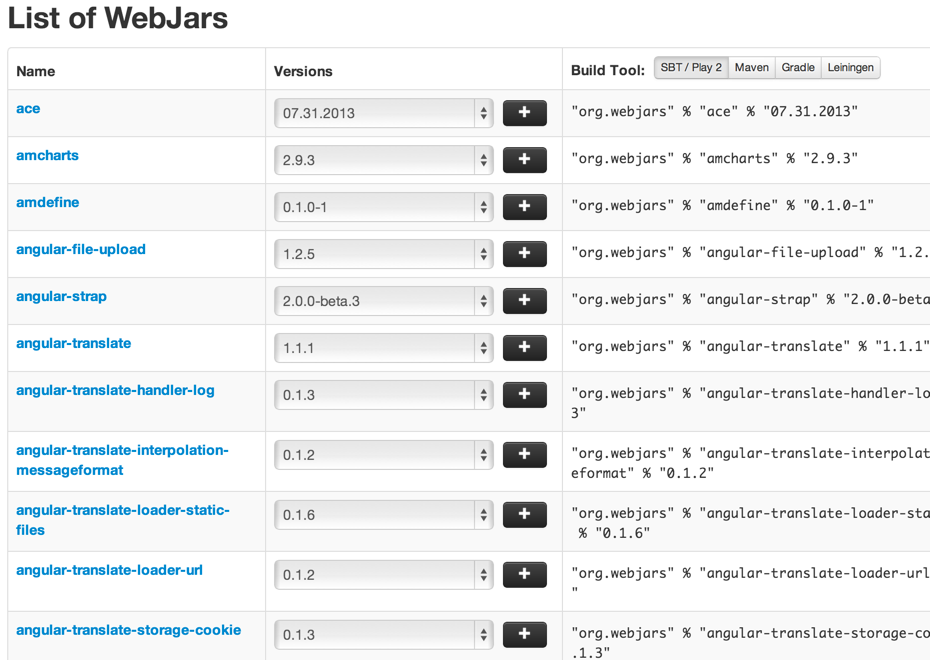 List of WebJars
Name Versions Build Tool: SBT / Play 2 Maven Gradle Leiningen
ace 07.31.2013 "org.webjars" % "ace" % "07.31.2013"
amcharts 2.9.3 "org.webjars" % "amcharts" % "2.9.3"
amdefine 0.1.0-1 "org.webjars" % "amdefine" % "0.1.0-1"
angular-file-upload 1.2.5 "org.webjars" % "angular-file-upload" % "1.2.
angular-strap 2.0.0-beta.3 "org.webjars" % "angular-strap" % "2.0.0-beta
angular-translate 1.1.1 "org.webjars" % "angular-translate" % "1.1.1"
angular-translate-handler-log 0.1.3 "org.webjars" % "angular-translate-handler-lo
3"
angular-translate-interpolation- 0.1.2 "org.webjars" % "angular-translate-interpolat
messageformat eformat" % "0.1.2"
angular-translate-loader-static- 0.1.6 "org.webjars" % "angular-translate-loader-sta
files % "0.1.6"
angular-translate-loader-url 0.1.2 "org.webjars" % "angular-translate-loader-url
"
angular-translate-storage-cookie 0.1.3 "org.webjars" % "angular-translate-storage-co
.1.3"